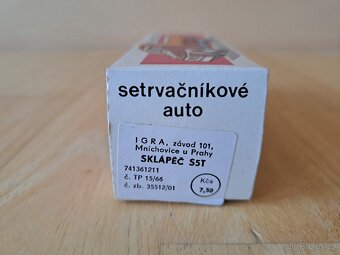 setrvačníkové
auto
IGRA, závod 101,
Mnichovice u Prahy
SKLÁPĚČ S5T
741361211
č. TP 15/66
č. zb. 35512/01
Kčs
7,50